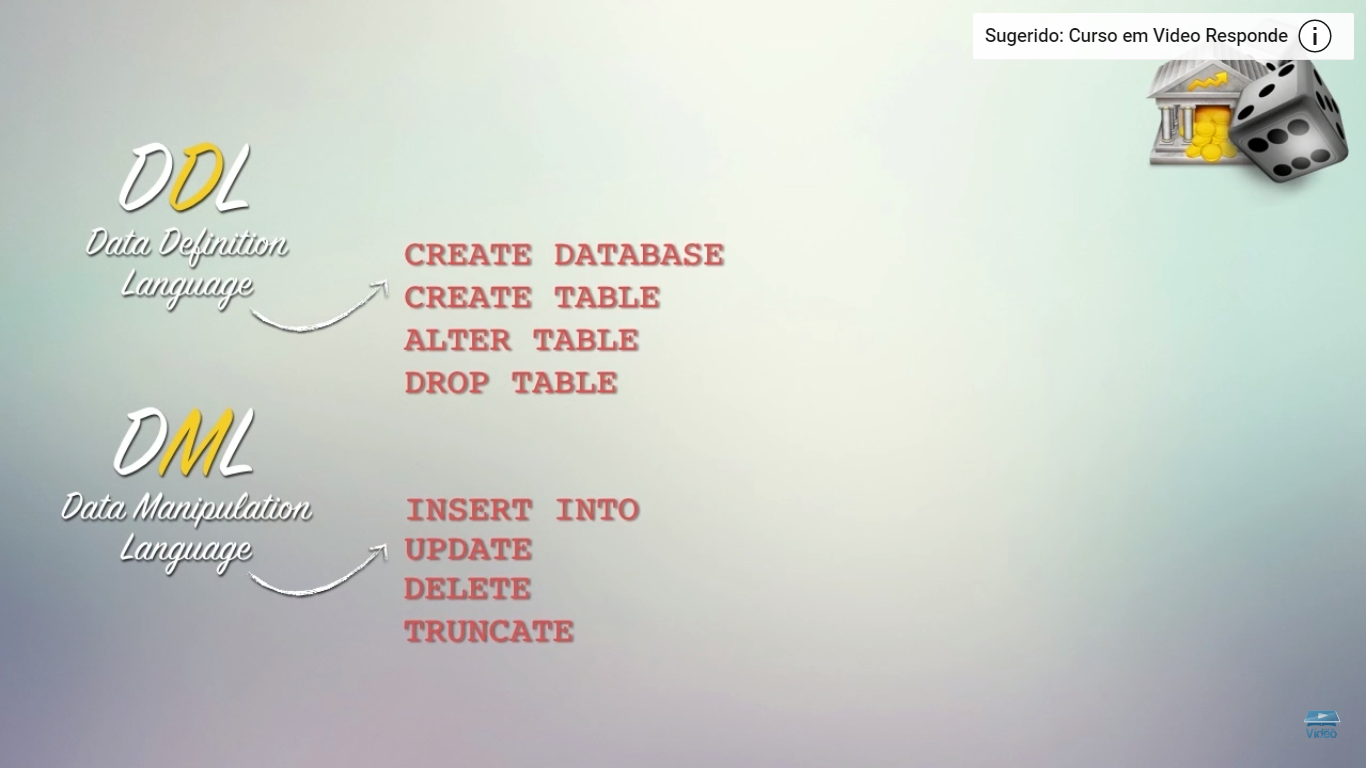 Sugerido: Curso em Video Responde
DDL
Data Definition
Language
CREATE DATABASE
CREATE TABLE
ALTER TABLE
DROP TABLE
DML
Data Manipulation
Language
INSERT INTO
UPDATE
DELETE
TRUNCATE
Vídeo